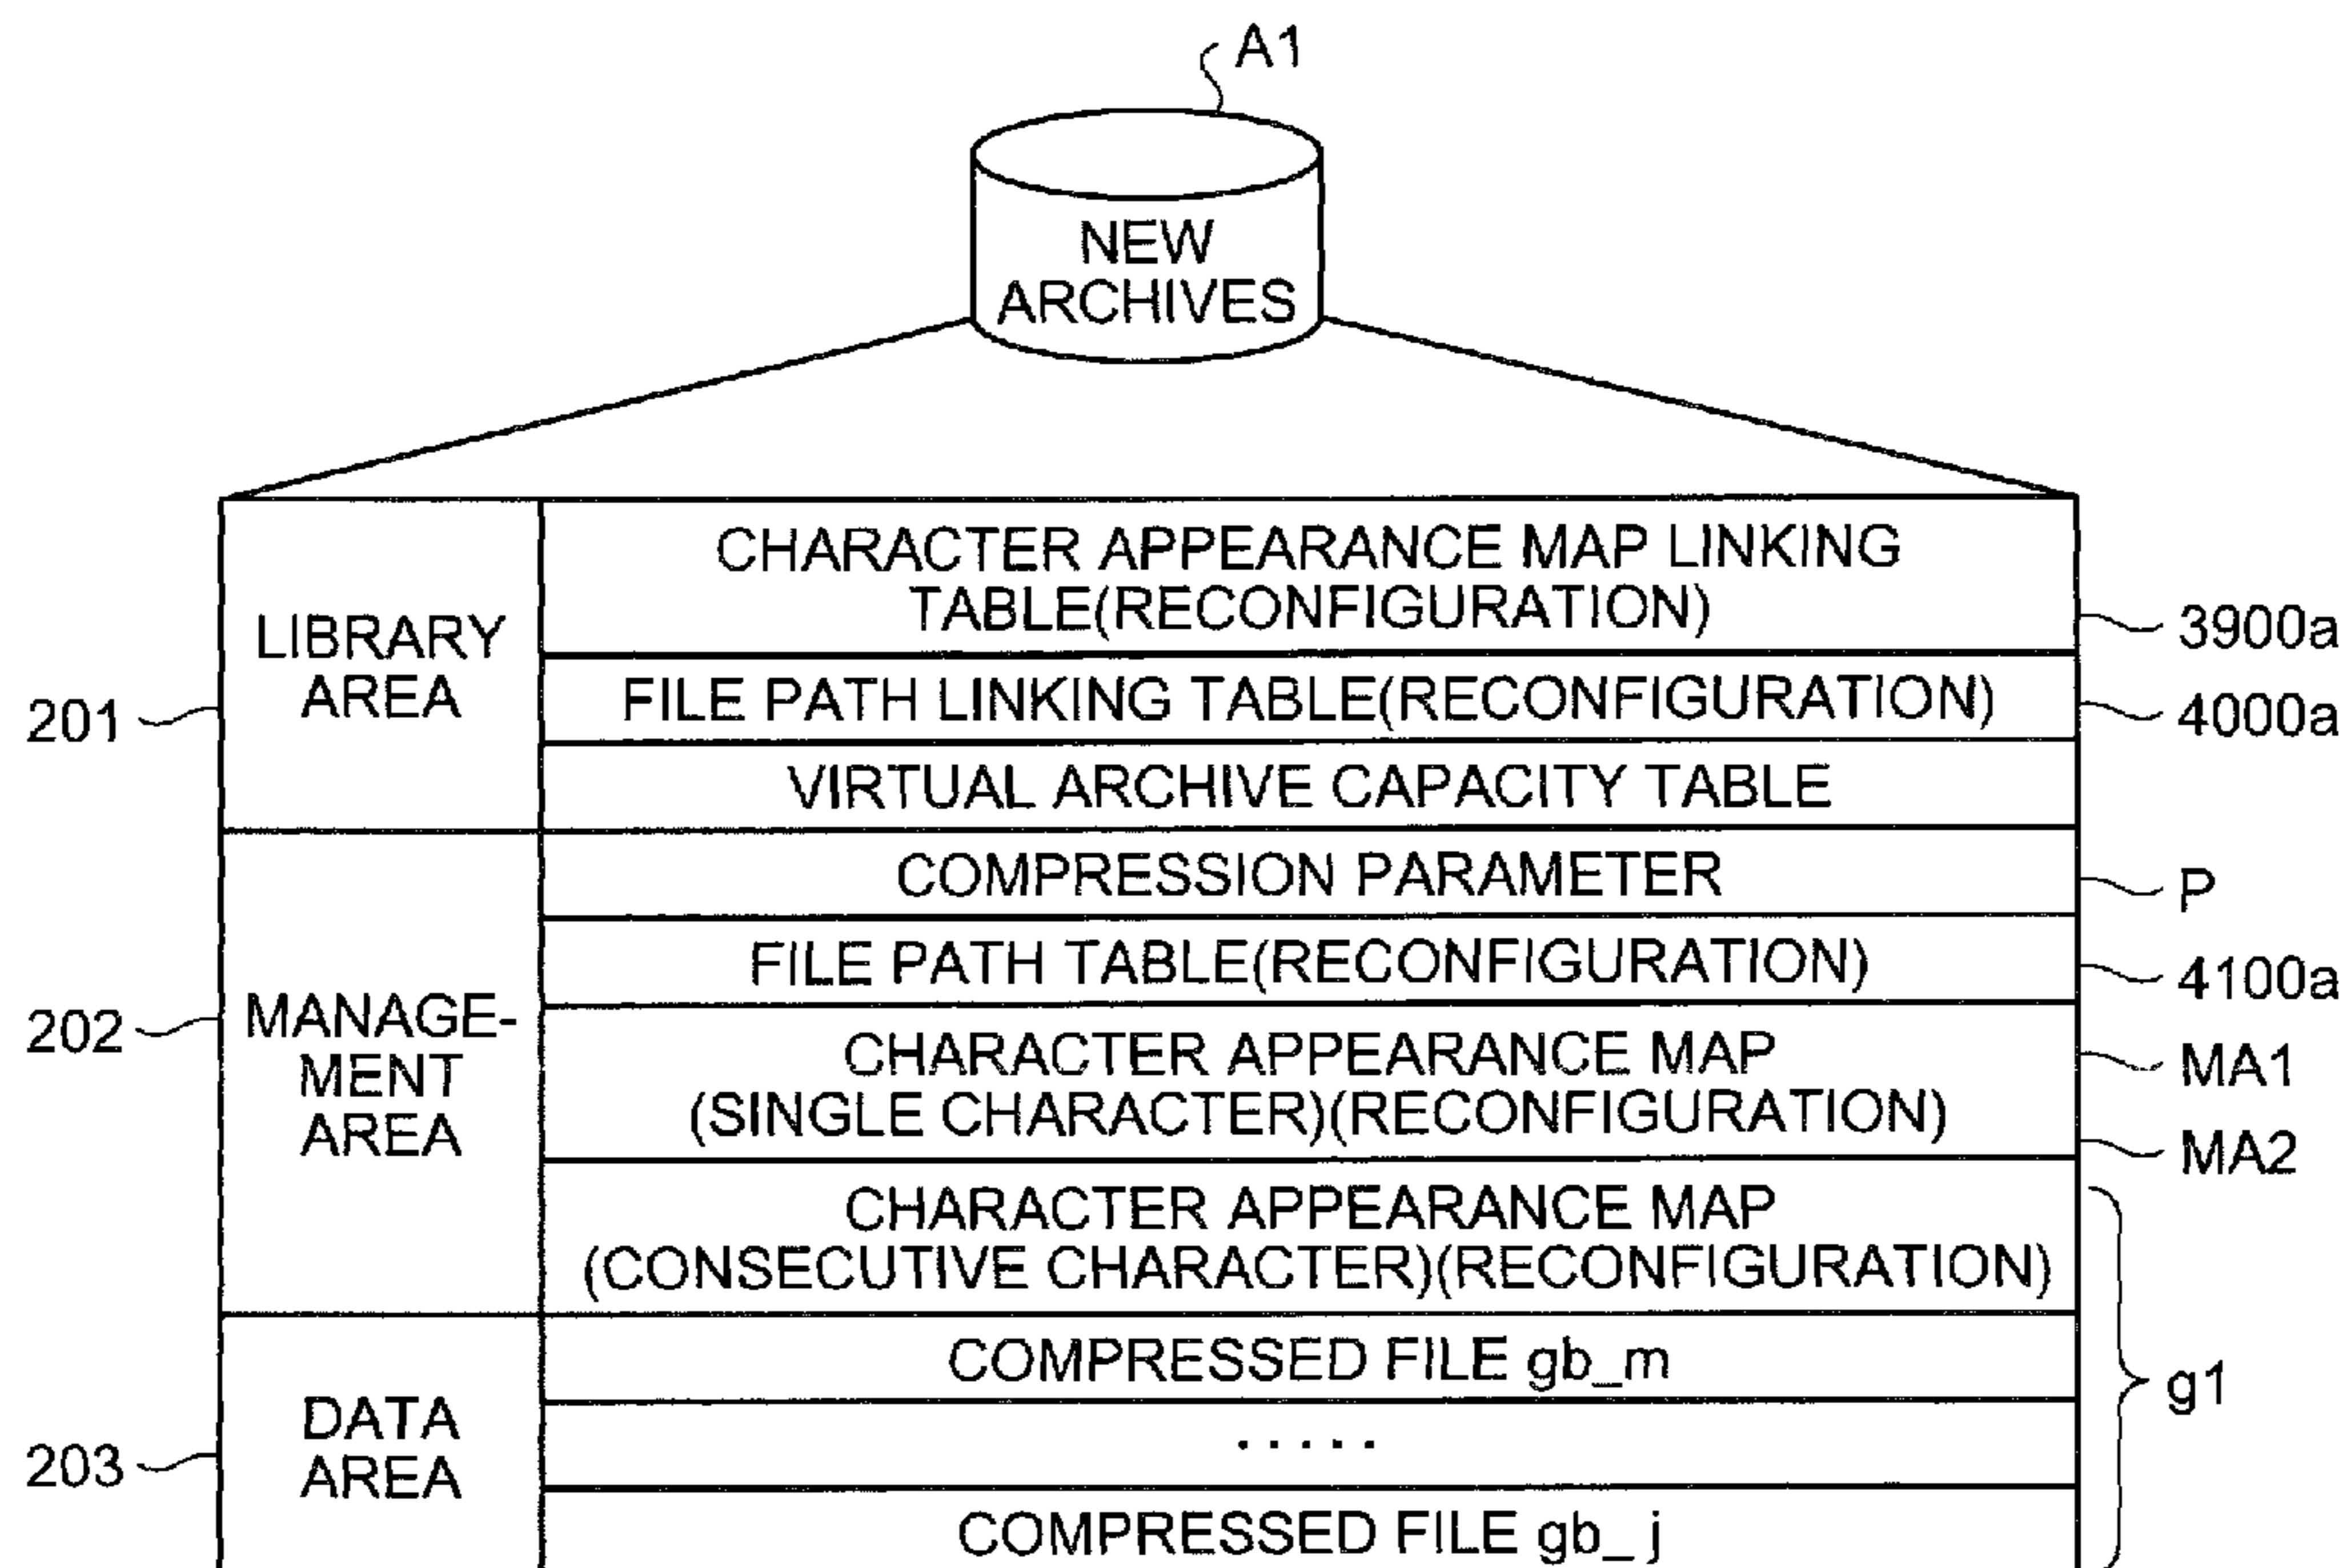 A1
NEW
ARCHIVES
CHARACTER APPEARANCE MAP LINKING
TABLE(RECONFIGURATION)
3900a
LIBRARY
AREA
201
FILE PATH LINKING TABLE(RECONFIGURATION)
4000a
VIRTUAL ARCHIVE CAPACITY TABLE
COMPRESSION PARAMETER
P
FILE PATH TABLE(RECONFIGURATION)
4100a
202
MANAGE-
MENT
AREA
CHARACTER APPEARANCE MAP
(SINGLE CHARACTER)(RECONFIGURATION)
MA1
MA2
CHARACTER APPEARANCE MAP
(CONSECUTIVE CHARACTER)(RECONFIGURATION)
COMPRESSED FILE gb_m
g1
203
DATA
AREA
.....
COMPRESSED FILE gb_j